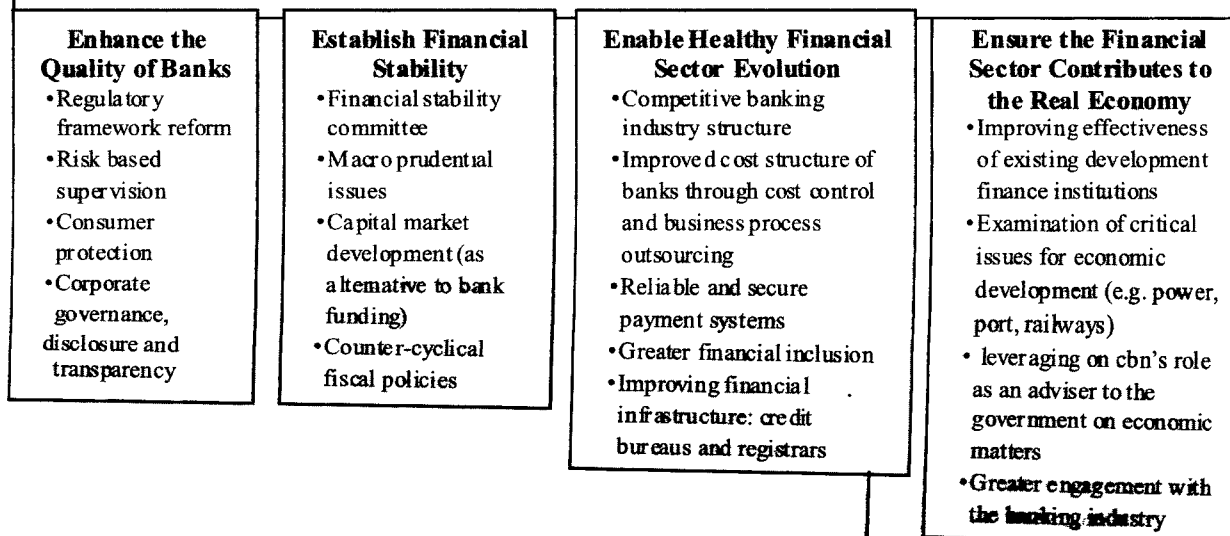 Enhance the
Quality of Banks
•Regulatory
framework reform
•Risk based
supervision
•Consumer
protection
•Corporate
governance,
disclosure and
transparency
Establish Financial
Stability
•Financial stability
committee
•Macro prudential
issues
•Capital market
development (as
alternative to bank
funding)
•Counter-cyclical
fiscal policies
Enable Healthy Financial
Sector Evolution
•Competitive banking
industry structure
•Improved cost structure of
banks through cost control
and business process
outsourcing
•Reliable and secure
payment systems
•Greater financial inclusion
•Improving financial
infrastructure: credit
bureaus and registrars
Ensure the Financial
Sector Contributes to
the Real Economy
•Improving effectiveness
of existing development
finance institutions
•Examination of critical
issues for economic
development (e.g. power,
port, railways)
• leveraging on cbn's role
as an adviser to the
government on economic
matters
•Greater engagement with
the banking industry